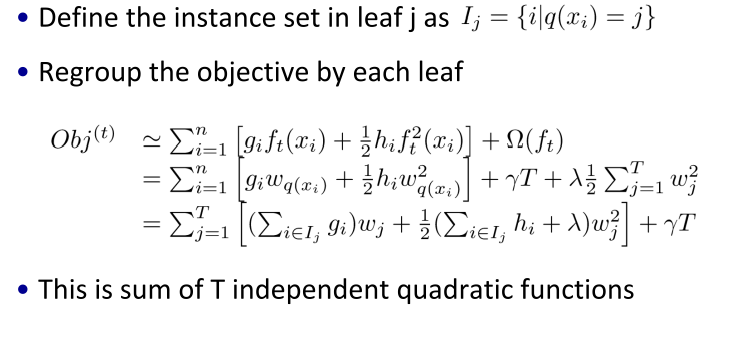 • Define the instance set in leaf j as $I_j = \{i|q(x_i) = j\}$
• Regroup the objective by each leaf
$Obj^{(t)} \simeq \sum_{i=1}^{n} \left[g_i f_t(x_i) + \frac{1}{2} h_i f_t^2(x_i)\right] + \Omega(f_t)$
$= \sum_{i=1}^{n} \left[g_i w_{q(x_i)} + \frac{1}{2} h_i w_{q(x_i)}^2\right] + \gamma T + \lambda \frac{1}{2} \sum_{j=1}^{T} w_j^2$
$= \sum_{j=1}^{T} \left[(\sum_{i \in I_j} g_i) w_j + \frac{1}{2} (\sum_{i \in I_j} h_i + \lambda) w_j^2\right] + \gamma T$
• This is sum of T independent quadratic functions